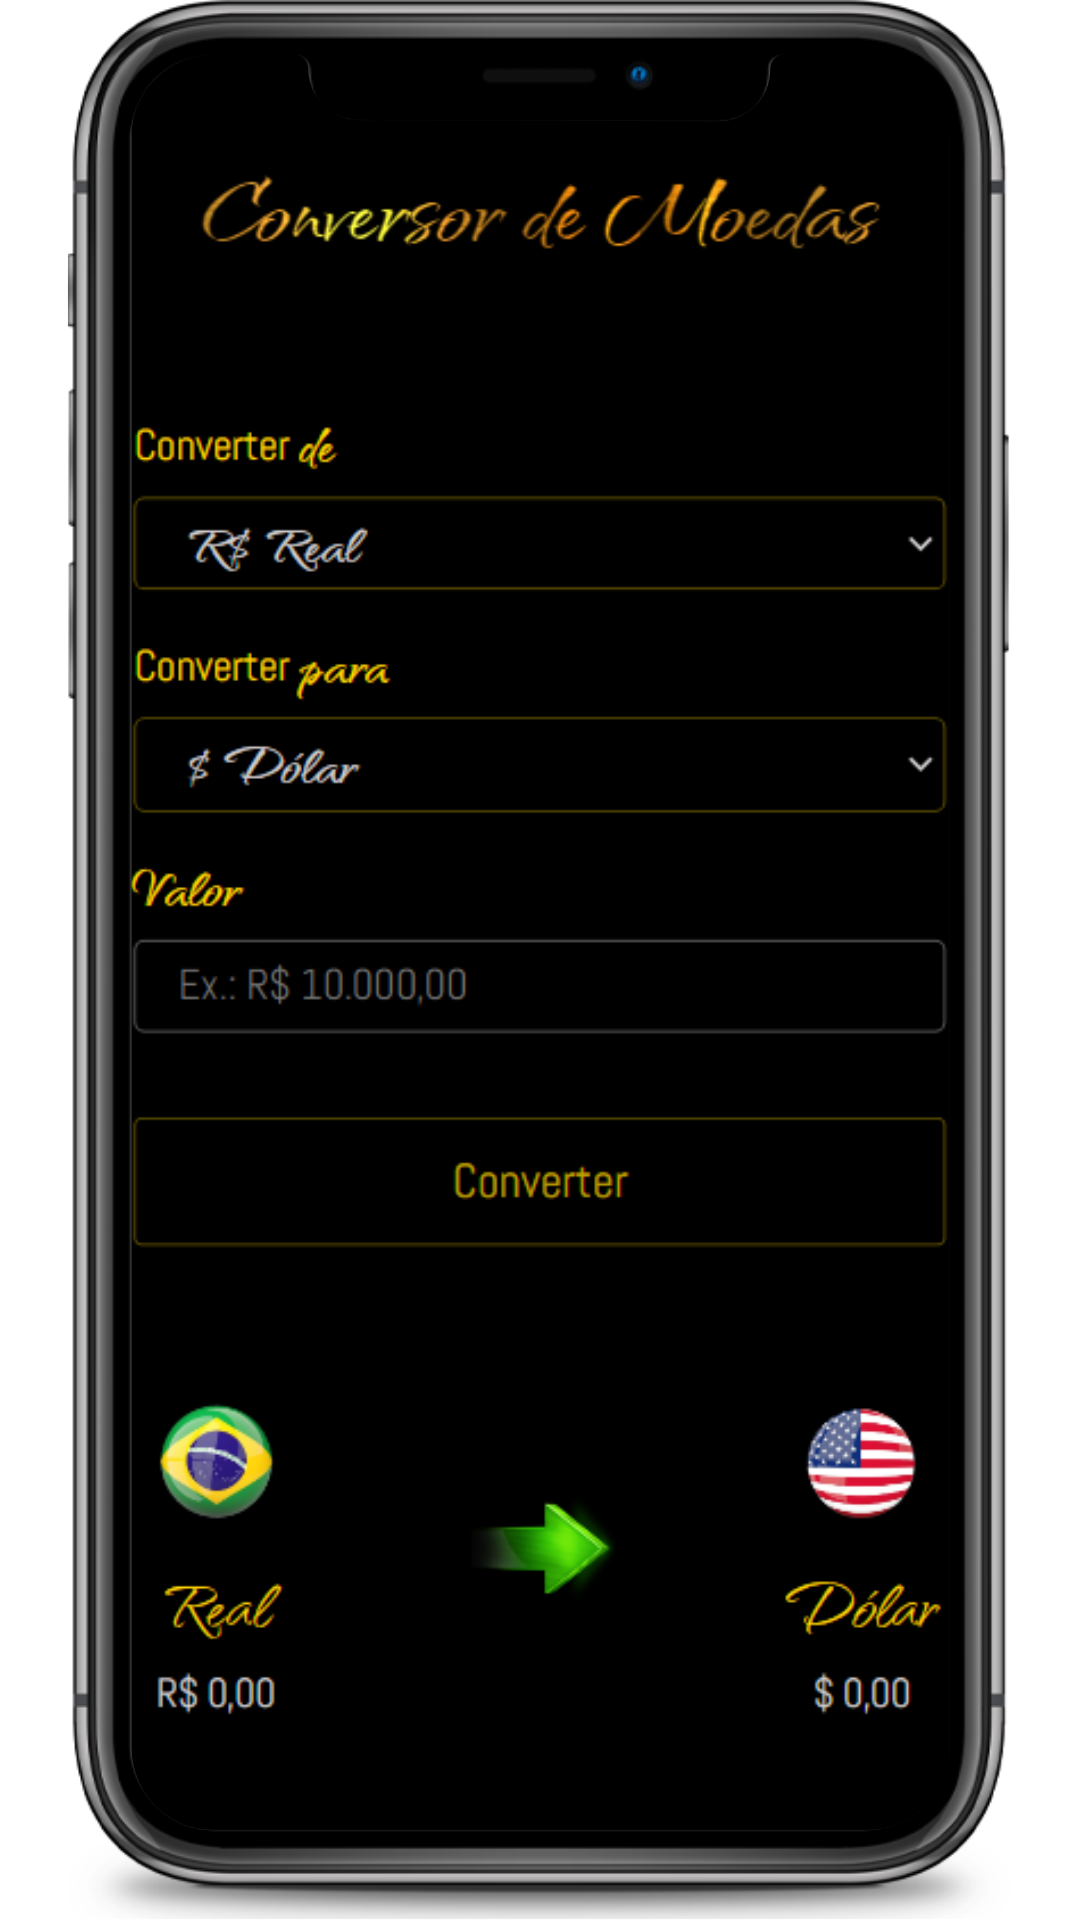 Conversor de Moedas
Converter de
R$ Real
Converter para
$ Dólar
Valor
Ex.: R$ 10.000,00
Converter
Real
Dólar
R$ 0,00
$ 0,00